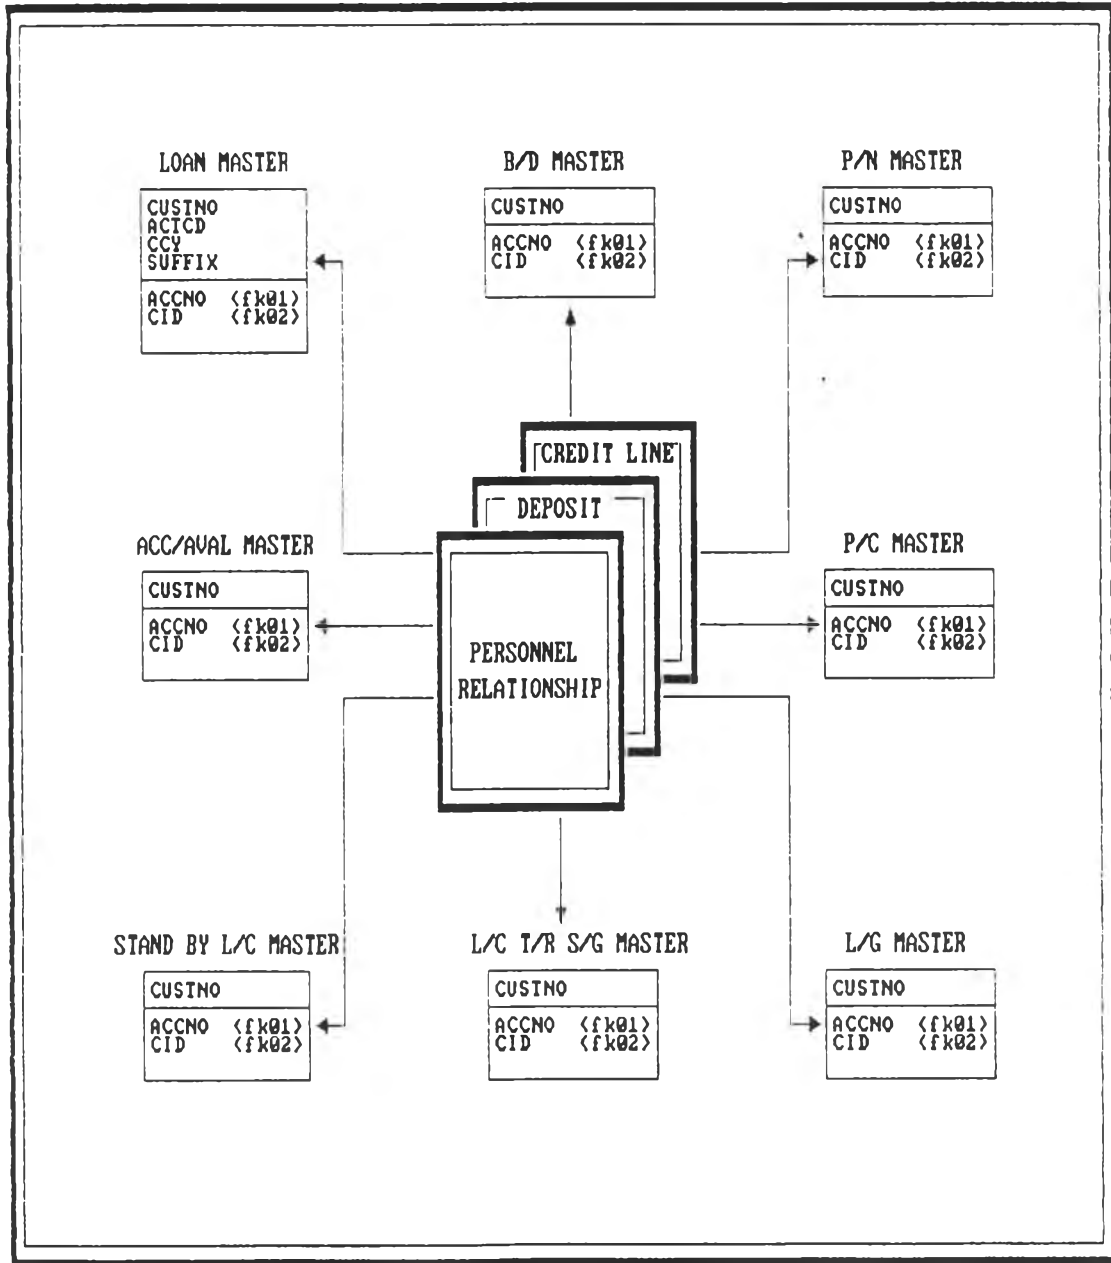 LOAN MASTER
CUSTNO
ACTCD
CCY
SUFFIX
ACCNO <fk01>
CID <fk02>
B/D MASTER
CUSTNO
ACCNO <fk01>
CID <fk02>
P/N MASTER
CUSTNO
ACCNO <fk01>
CID <fk02>
CREDIT LINE
DEPOSIT
PERSONNEL
RELATIONSHIP
ACC/AVAL MASTER
CUSTNO
ACCNO <fk01>
CID <fk02>
P/C MASTER
CUSTNO
ACCNO <fk01>
CID <fk02>
STAND BY L/C MASTER
CUSTNO
ACCNO <fk01>
CID <fk02>
L/C T/R S/G MASTER
CUSTNO
ACCNO <fk01>
CID <fk02>
L/G MASTER
CUSTNO
ACCNO <fk01>
CID <fk02>